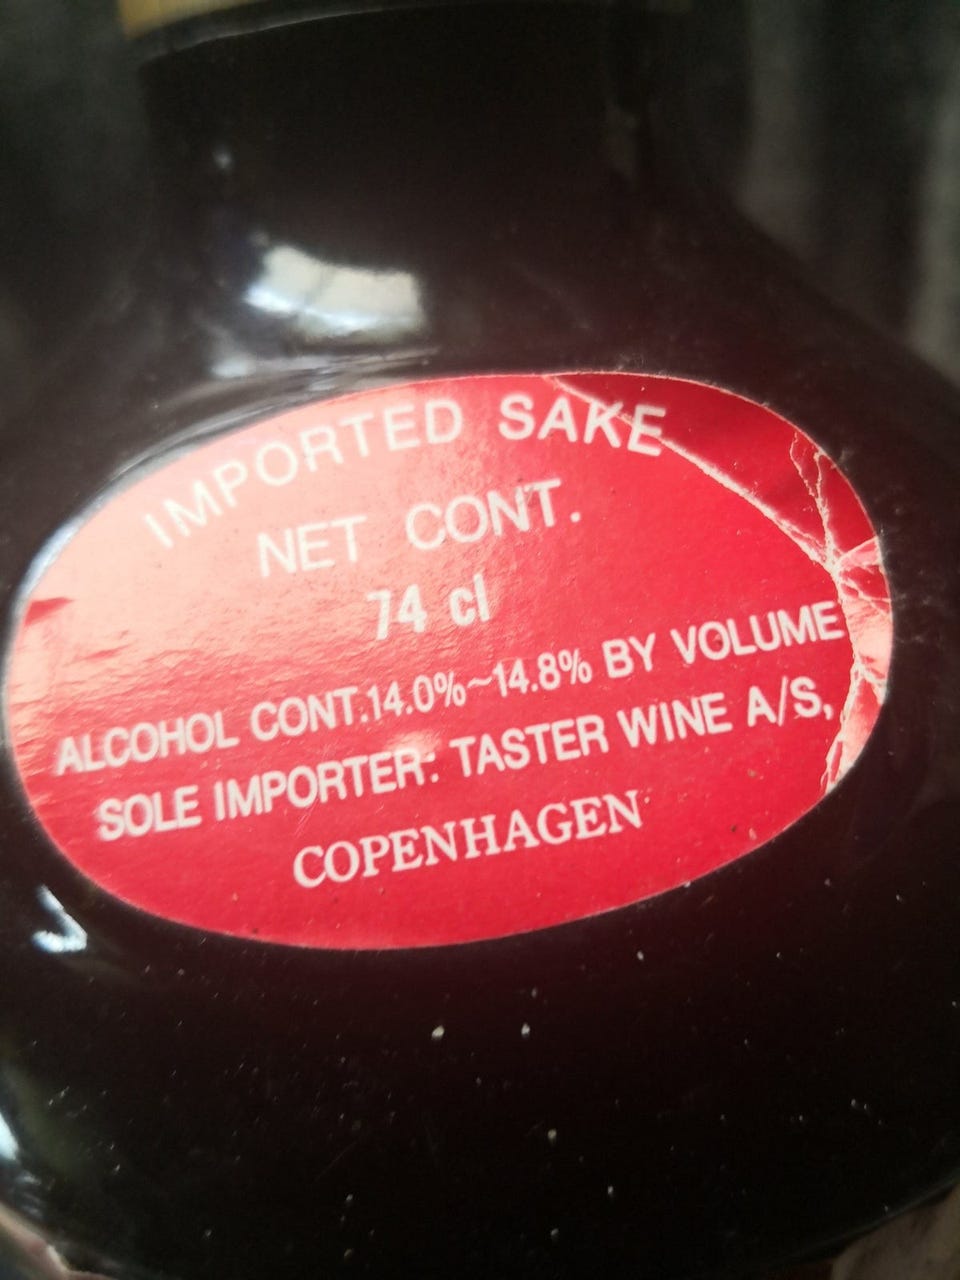 IMPORTED SAKE
NET CONT.
74 cl
ALCOHOL CONT.14.0%~14.8% BY VOLUME
SOLE IMPORTER: TASTER WINE A/S,
COPENHAGEN